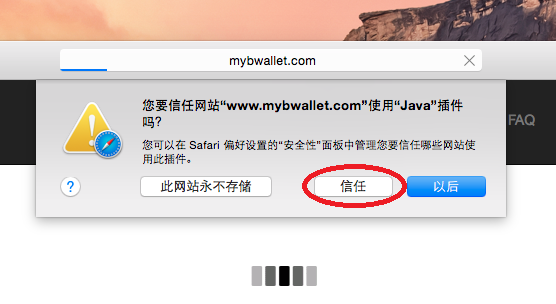 mybwallet.com
您要信任网站“www.mybwallet.com”使用“Java”插件
吗?
您可以在 Safari 偏好设置的“安全性”面板中管理您要信任哪些网站使
用此插件。
FAQ
?
此网站永不存储
信任
以后